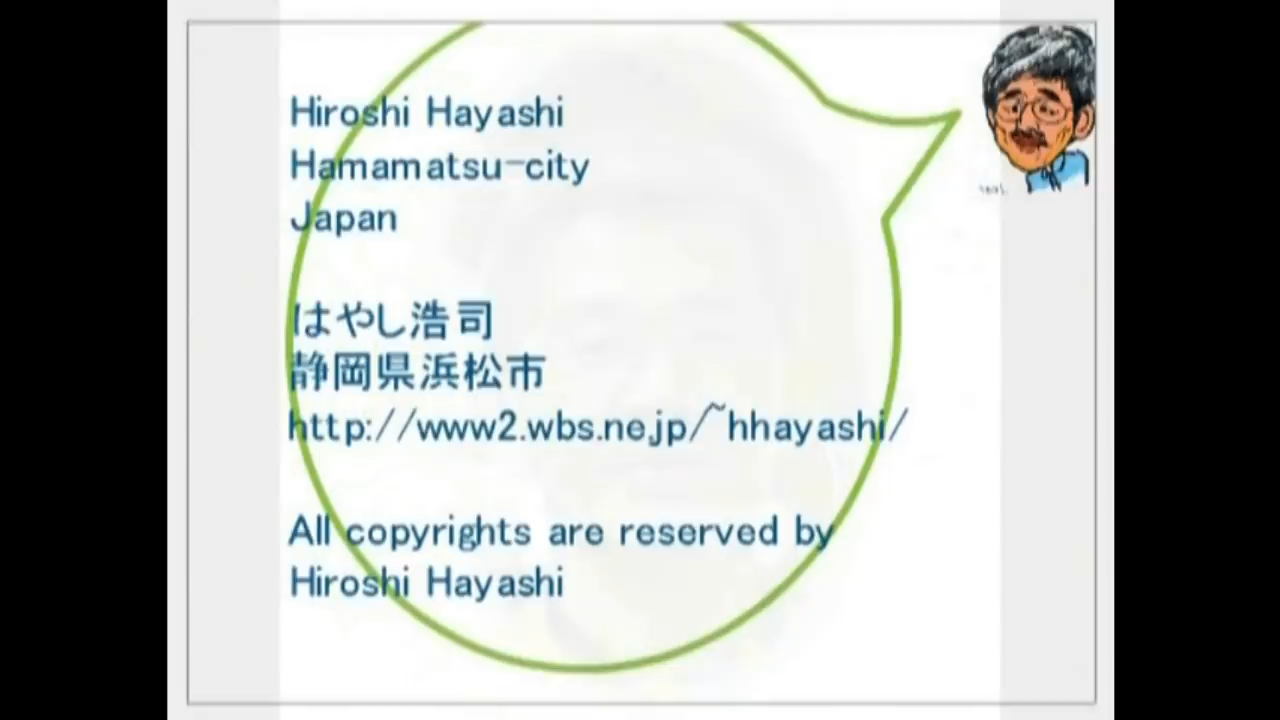 Hiroshi Hayashi
Hamamatsu-city
Japan
はやし浩司
静岡県浜松市
http://www2.wbs.ne.jp/~hhayashi/
All copyrights are reserved by
Hiroshi Hayashi